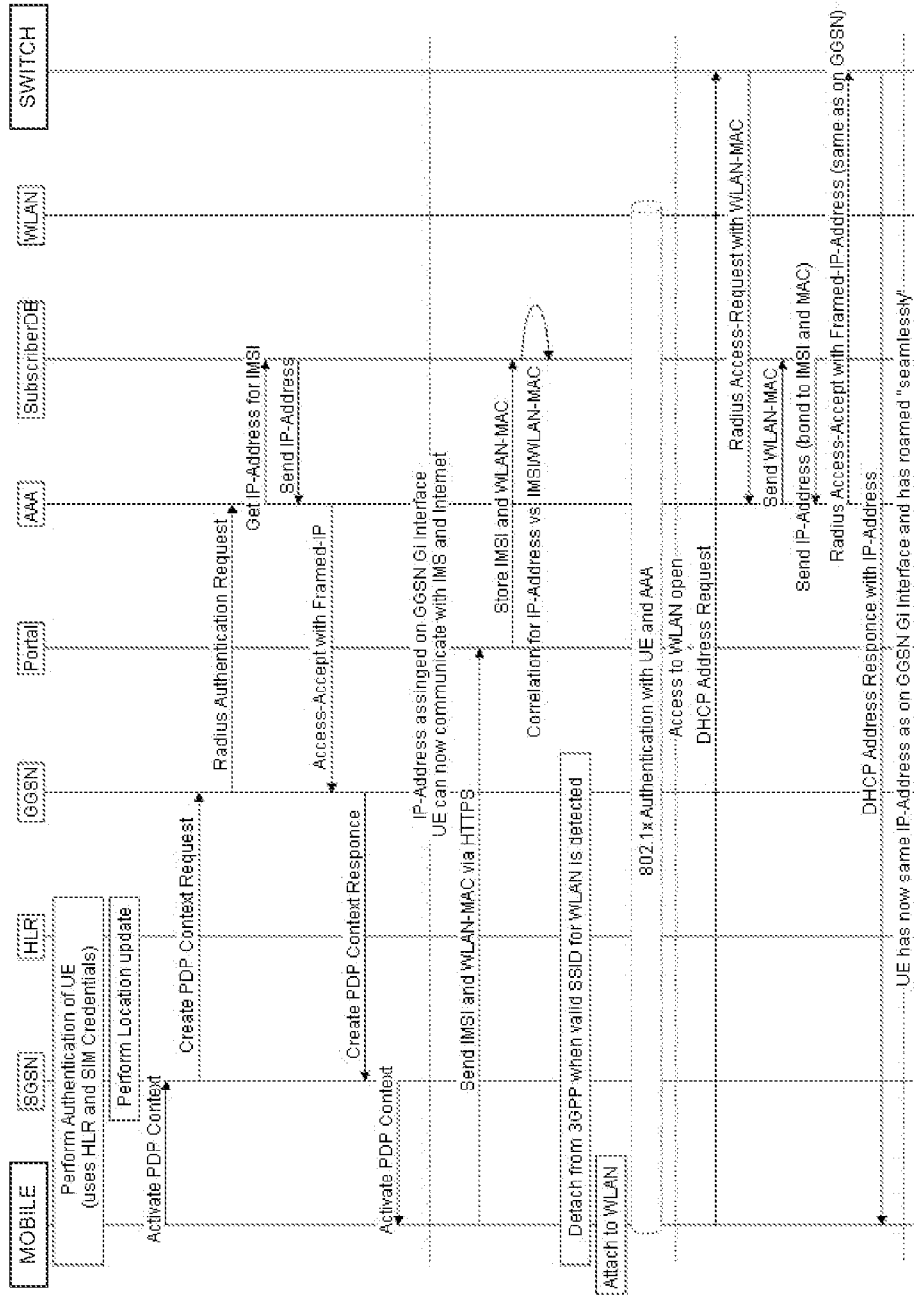 MOBILE
SGSN
HLR
GGSN
Portal
AAA
SubscriberDB
WLAN
SWITCH
Perform Authentication of UE
(uses HLR and SIM Credentials)
Perform Location update
Activate PDP Context
Create PDP Context Request
Radius Authentication Request
Get IP-Address for IMSI
Send IP-Address
Access-Accept with Framed-IP
Create PDP Context Responce
Activate PDP Context
IP-Address assinged on GGSN Gi Interface
UE can now communicate with IMS and Internet
Send IMSI and WLAN-MAC via HTTPS
Store IMSI and WLAN-MAC
Correlation for IP-Address vs IMSI/WLAN-MAC
Detach from 3GPP when valid SSID for WLAN is detected
Attach to WLAN
802.1x Authentication with UE and AAA
Access to WLAN open
DHCP Address Request
Radius Access-Request with WLAN-MAC
Send WLAN-MAC
Send IP-Address (bond to IMSI and MAC)
Radius Access-Accept with Framed-IP-Address (same as on GGSN)
DHCP Address Responce with IP-Address
UE has now same IP-Address as on GGSN Gi Interface and has roamed "seamlessly"